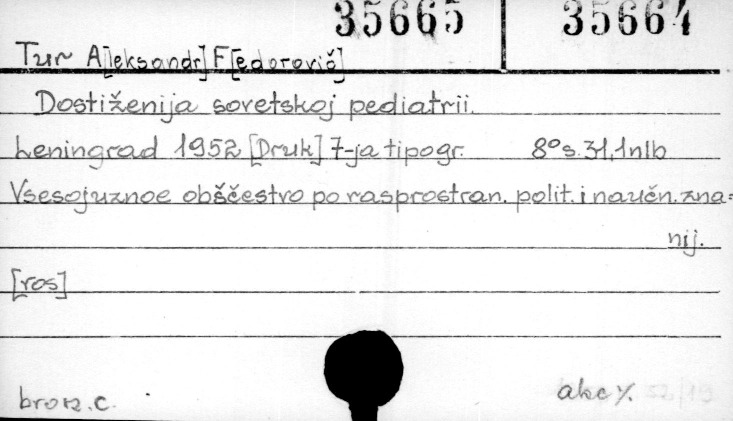 35665 35664
Tur A[leksandr] F[edorovič]
Dostiženija sovetskoj pediatrii.
Leningrad 1952 [Druk] 7-ja tipogr. 8° s. 31, 1nlb
Vsesojuznoe obščestvo po rasprostran. polit. i naučn. zna=
nij.
[ros]
brosz. c. akc